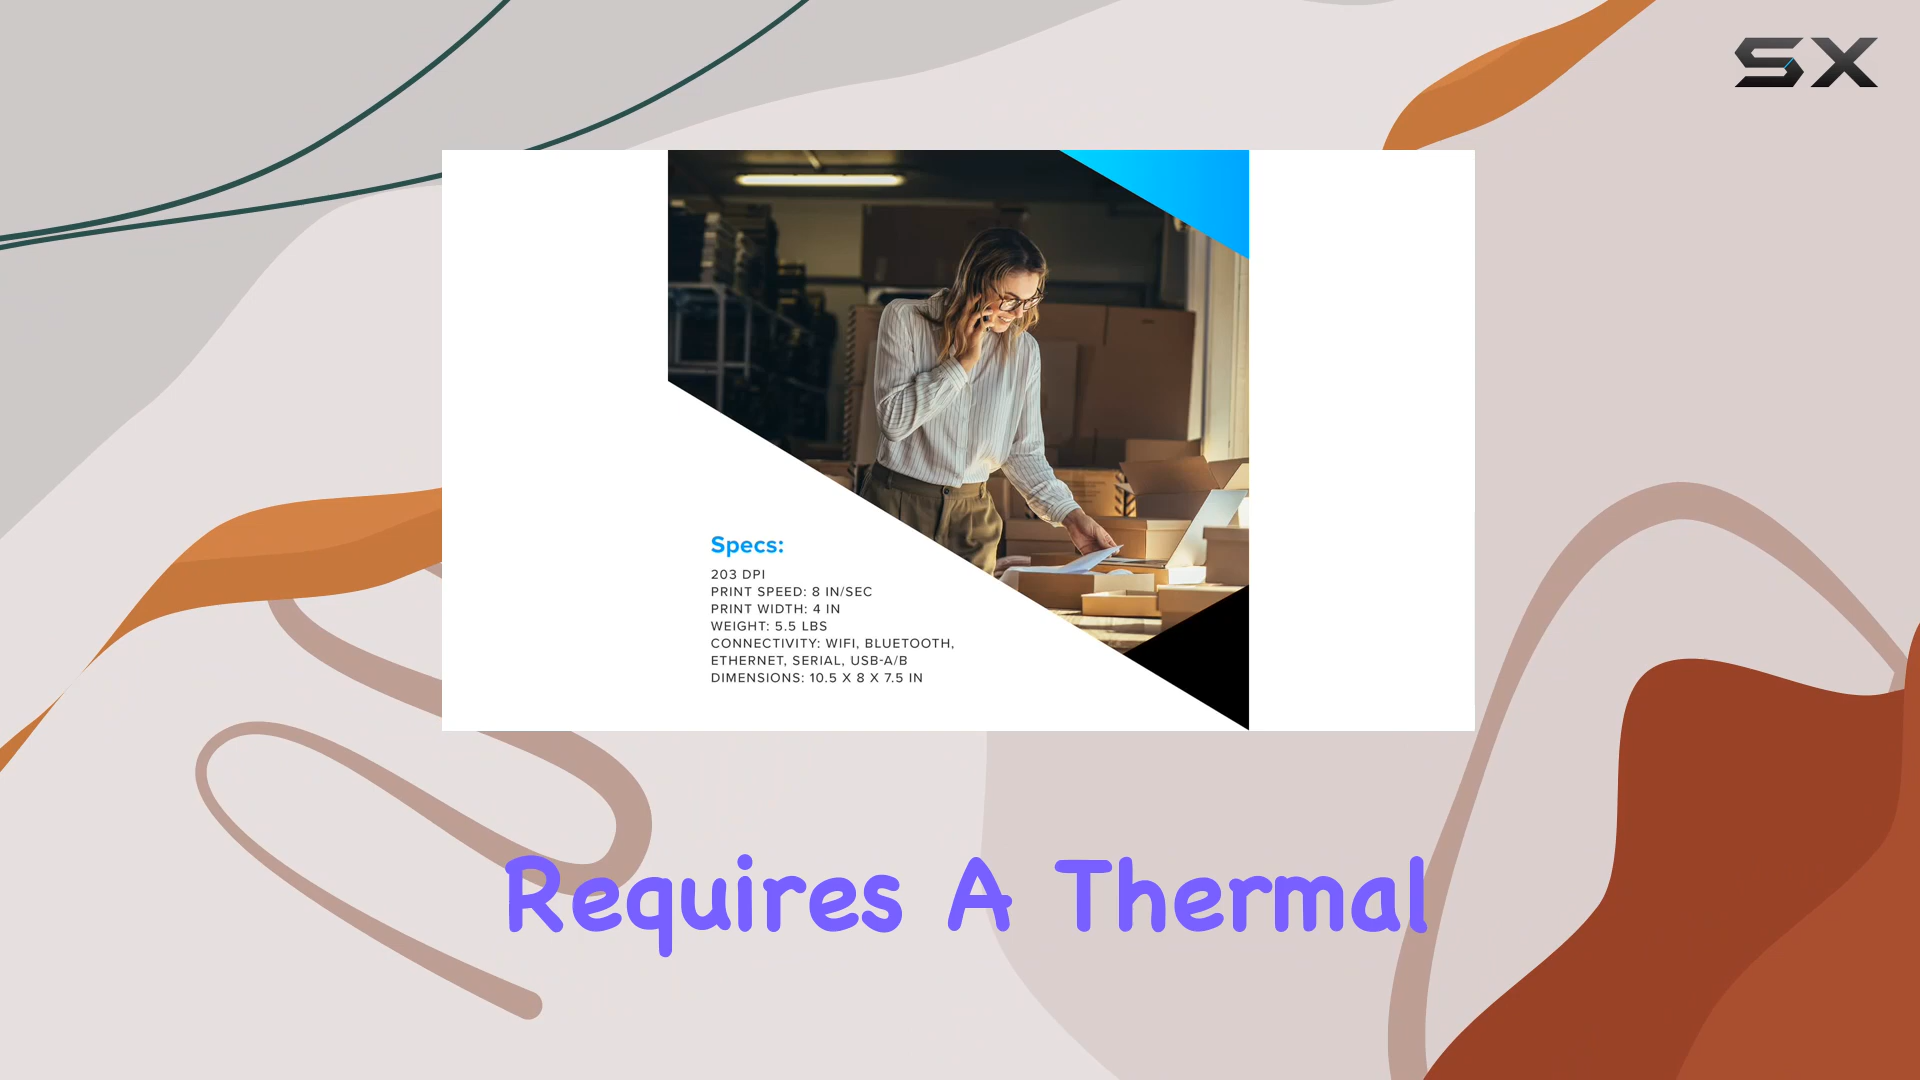 SX
Specs:
203 DPI
PRINT SPEED: 8 IN/SEC
PRINT WIDTH: 4 IN
WEIGHT: 5.5 LBS
CONNECTIVITY: WIFI, BLUETOOTH,
ETHERNET, SERIAL, USB-A/B
DIMENSIONS: 10.5 X 8 X 7.5 IN
Requires A Thermal